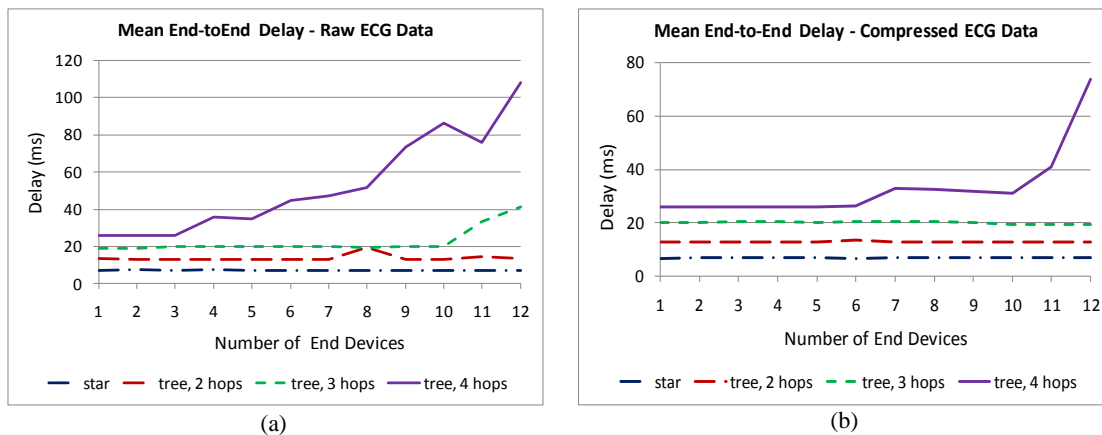 Mean End-toEnd Delay - Raw ECG Data
120
100
80
60
40
20
0
Delay (ms)
1 2 3 4 5 6 7 8 9 10 11 12
Number of End Devices
star tree, 2 hops tree, 3 hops tree, 4 hops
(a)
Mean End-to-End Delay - Compressed ECG Data
80
60
40
20
0
Delay (ms)
1 2 3 4 5 6 7 8 9 10 11 12
Number of End Devices
star tree, 2 hops tree, 3 hops tree, 4 hops
(b)